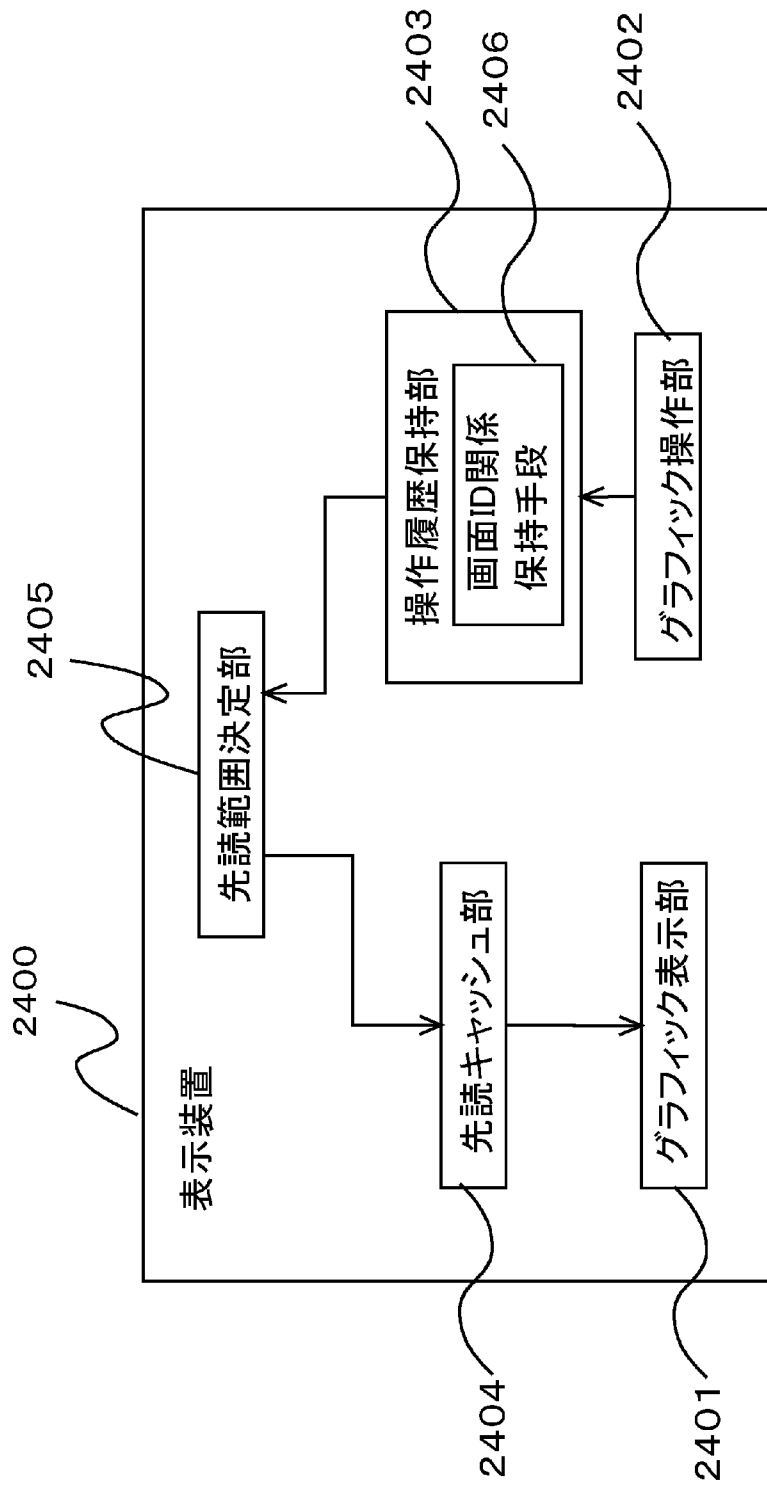 2400
2405
表示装置
先読範囲決定部
2403
2406
操作履歴保持部
画面ID関係
保持手段
2404
先読キャッシュ部
2402
グラフィック操作部
2401
グラフィック表示部